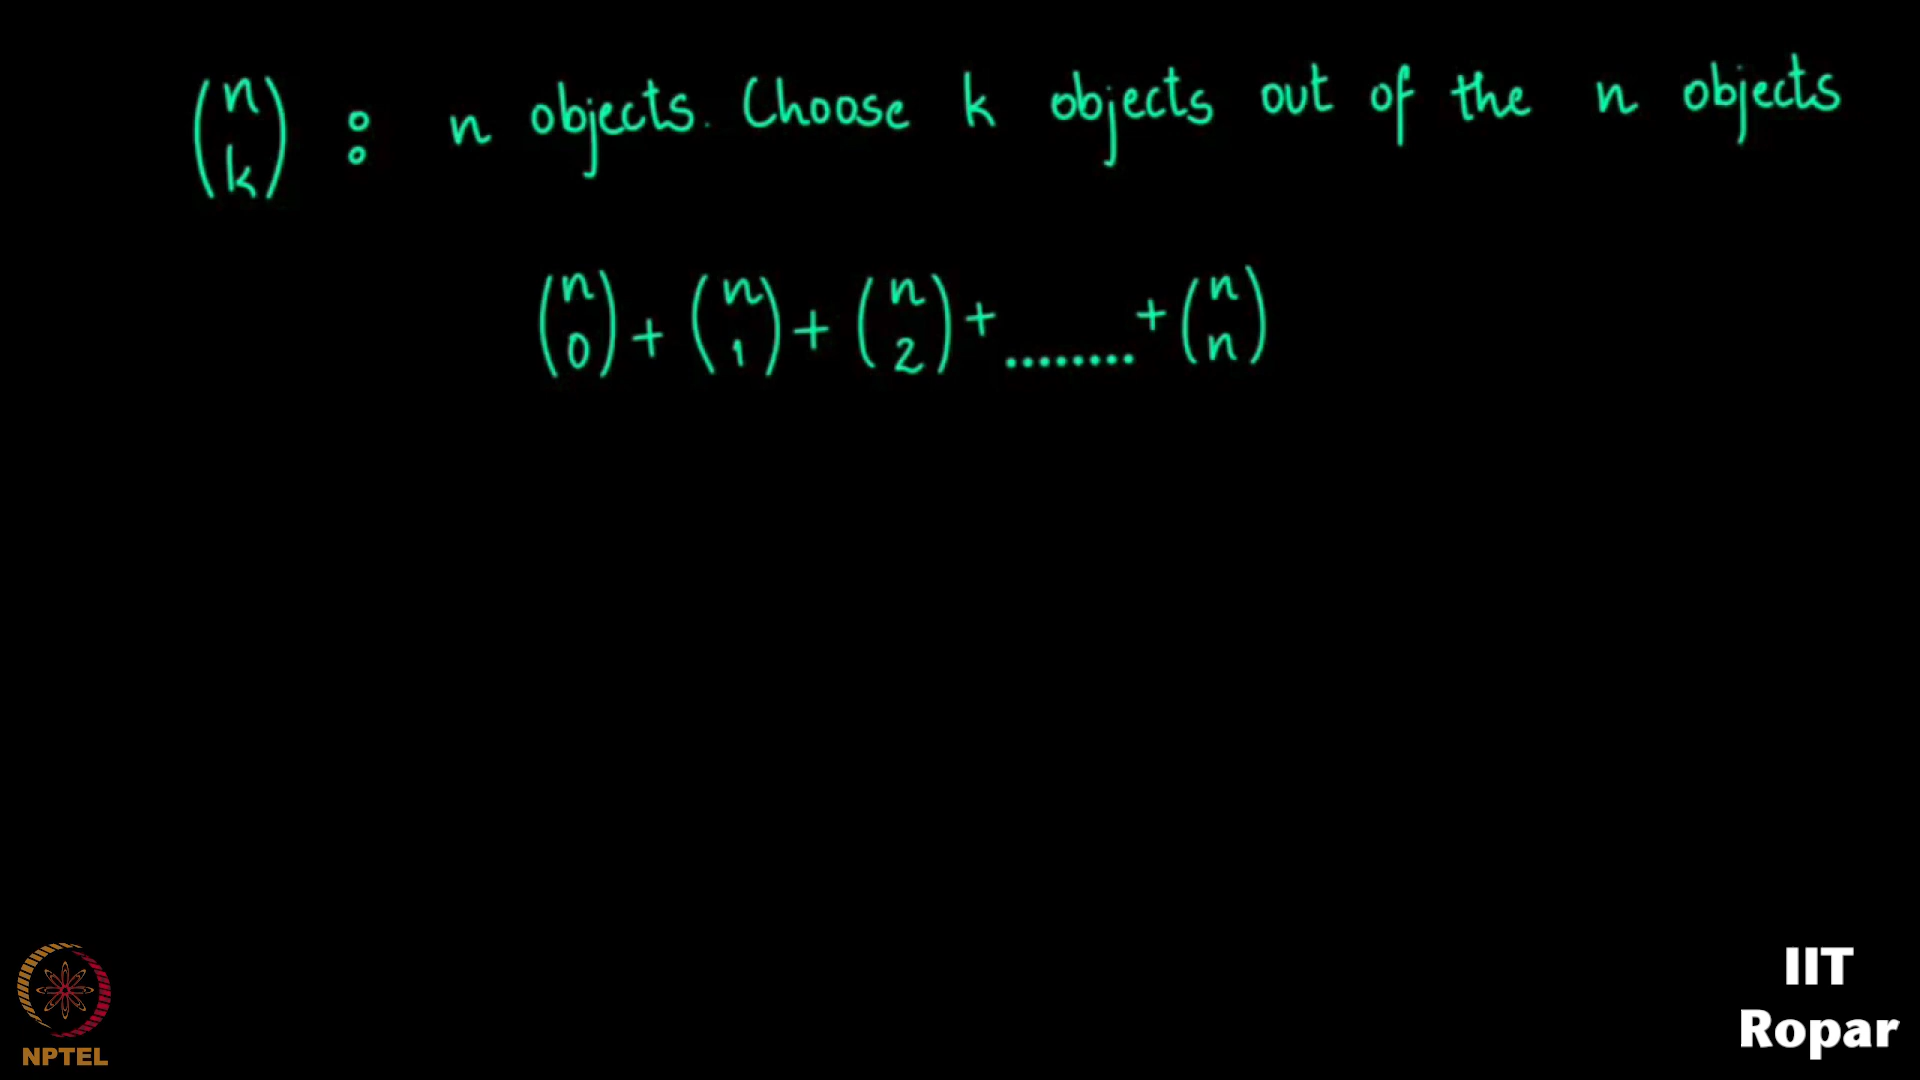 (n k) : n objects. Choose k objects out of the n objects
(n 0) + (n 1) + (n 2) + ........ + (n n)
IIT
Ropar
NPTEL